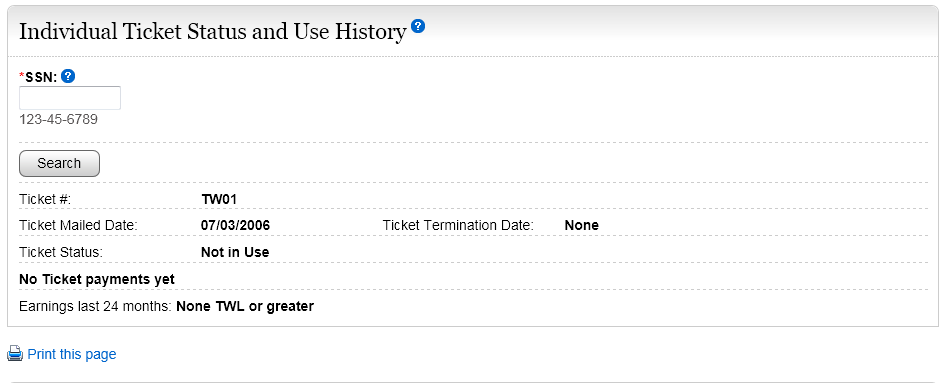 Individual Ticket Status and Use History ?
*SSN: ?
123-45-6789
Search
Ticket #: TW01
Ticket Mailed Date: 07/03/2006 Ticket Termination Date: None
Ticket Status: Not in Use
No Ticket payments yet
Earnings last 24 months: None TWL or greater
Print this page